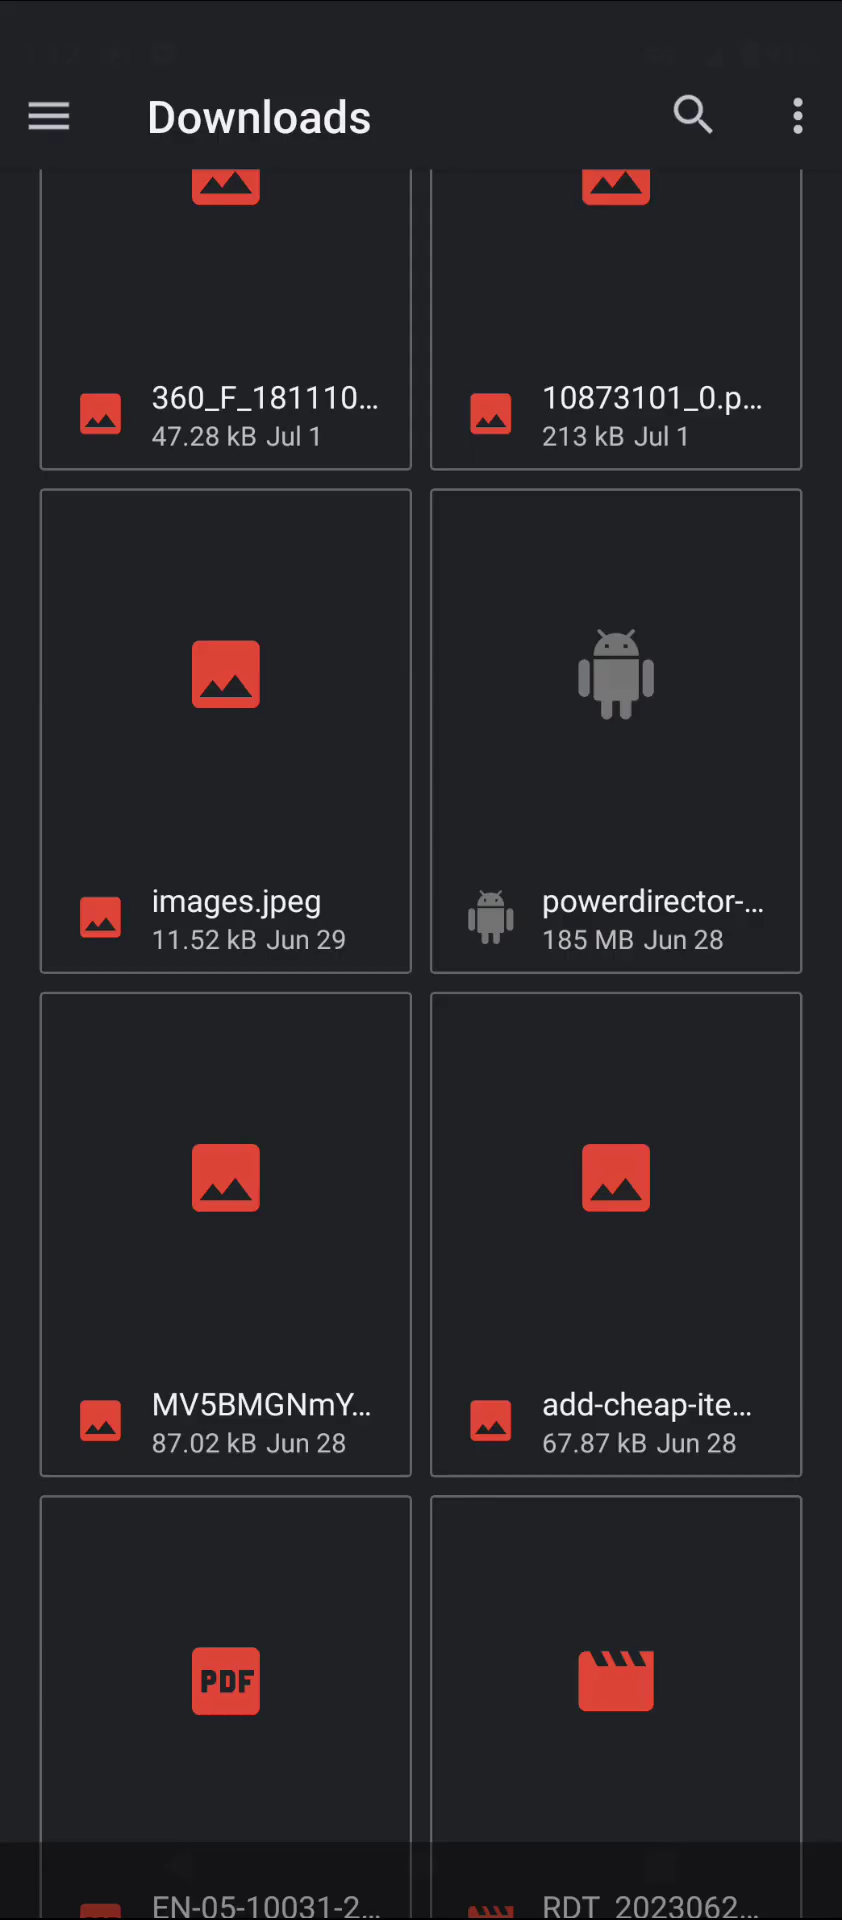 Downloads
360_F_181110...
47.28 kB Jul 1
10873101_0.p...
213 kB Jul 1
images.jpeg
11.52 kB Jun 29
powerdirector-...
185 MB Jun 28
MV5BMGNmY...
87.02 kB Jun 28
add-cheap-ite...
67.87 kB Jun 28
PDF
EN-05-10031-2...
RDT_2023062...